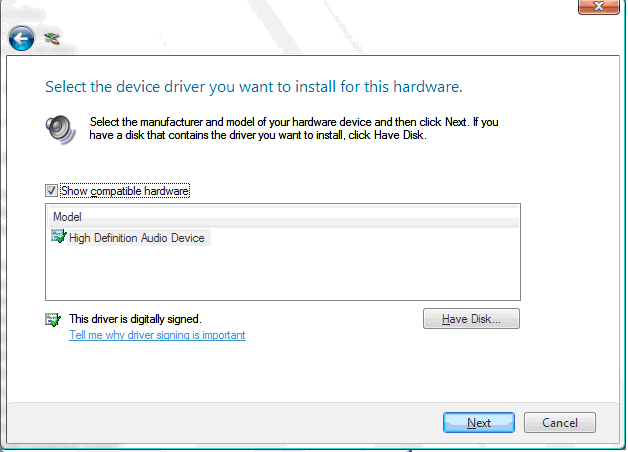 Select the device driver you want to install for this hardware.
Select the manufacturer and model of your hardware device and then click Next. If you
have a disk that contains the driver you want to install, click Have Disk.
Show compatible hardware
Model
High Definition Audio Device
This driver is digitally signed.
Tell me why driver signing is important
Have Disk...
Next
Cancel